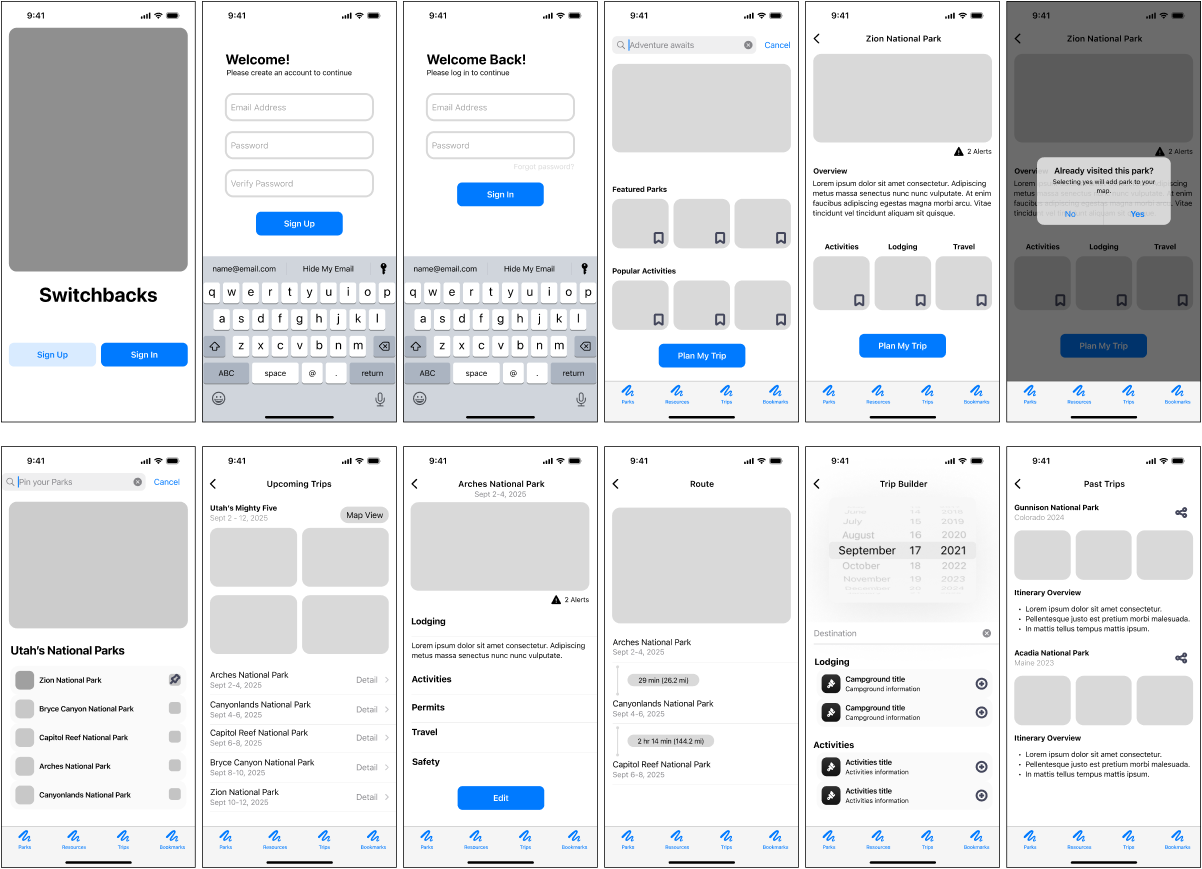 9:41
Switchbacks
Sign Up
Sign In
9:41
Welcome!
Please create an account to continue
Email Address
Password
Verify Password
Sign Up
name@email.com Hide My Email
q w e r t y u i o p
a s d f g h j k l
z x c v b n m
ABC space @ . return
9:41
Welcome Back!
Please log in to continue
Email Address
Password
Forgot password?
Sign In
name@email.com Hide My Email
q w e r t y u i o p
a s d f g h j k l
z x c v b n m
ABC space @ . return
9:41
Adventure awaits Cancel
Featured Parks
Popular Activities
Plan My Trip
Parks Resources Trips Bookmarks
9:41
Zion National Park
2 Alerts
Overview
Lorem ipsum dolor sit amet consectetur. Adipiscing
metus massa senectus nunc nunc vulputate. At enim
faucibus adipiscing magna morbi arcu. Vitae
tincidunt vel tincidunt aliquam sit quisque.
Activities Lodging Travel
Plan My Trip
Parks Resources Trips Bookmarks
9:41
Zion National Park
2 Alerts
Already visited this park?
Selecting yes will add park to your
map.
No Yes
Activities Lodging Travel
Plan My Trip
Parks Resources Trips Bookmarks
9:41
Pin your Parks Cancel
Utah's National Parks
Zion National Park
Bryce Canyon National Park
Capitol Reef National Park
Arches National Park
Canyonlands National Park
Parks Resources Trips Bookmarks
9:41
Upcoming Trips
Utah's Mighty Five
Sept 2 - 12, 2025
Map View
Arches National Park
Sept 2-4, 2025
Detail
Canyonlands National Park
Sept 4-6, 2025
Detail
Capitol Reef National Park
Sept 6-8, 2025
Detail
Bryce Canyon National Park
Sept 8-10, 2025
Detail
Zion National Park
Sept 10-12, 2025
Detail
Parks Resources Trips Bookmarks
9:41
Arches National Park
Sept 2-4, 2025
2 Alerts
Lodging
Lorem ipsum dolor sit amet consectetur. Adipiscing
metus massa senectus nunc nunc vulputate.
Activities
Permits
Travel
Safety
Edit
Parks Resources Trips Bookmarks
9:41
Route
Arches National Park
Sept 2-4, 2025
29 min (26.2 mi)
Canyonlands National Park
Sept 4-6, 2025
2 hr 14 min (144.2 mi)
Capitol Reef National Park
Sept 6-8, 2025
Parks Resources Trips Bookmarks
9:41
Trip Builder
June 14 2018
July 15 2019
August 16 2020
September 17 2021
October 18 2022
November 19 2023
Destination
Lodging
Campground title
Campground information
Campground title
Campground information
Activities
Activities title
Activities information
Activities title
Activities information
Parks Resources Trips Bookmarks
9:41
Past Trips
Gunnison National Park
Colorado 2024
Itinerary Overview
• Lorem ipsum dolor sit amet consectetur.
• Pellentesque justo est pretium morbi malesuada.
• In mattis tellus tempus mattis ipsum.
Acadia National Park
Maine 2023
Itinerary Overview
• Lorem ipsum dolor sit amet consectetur.
• Pellentesque justo est pretium morbi malesuada.
• In mattis tellus tempus mattis ipsum.
Parks Resources Trips Bookmarks